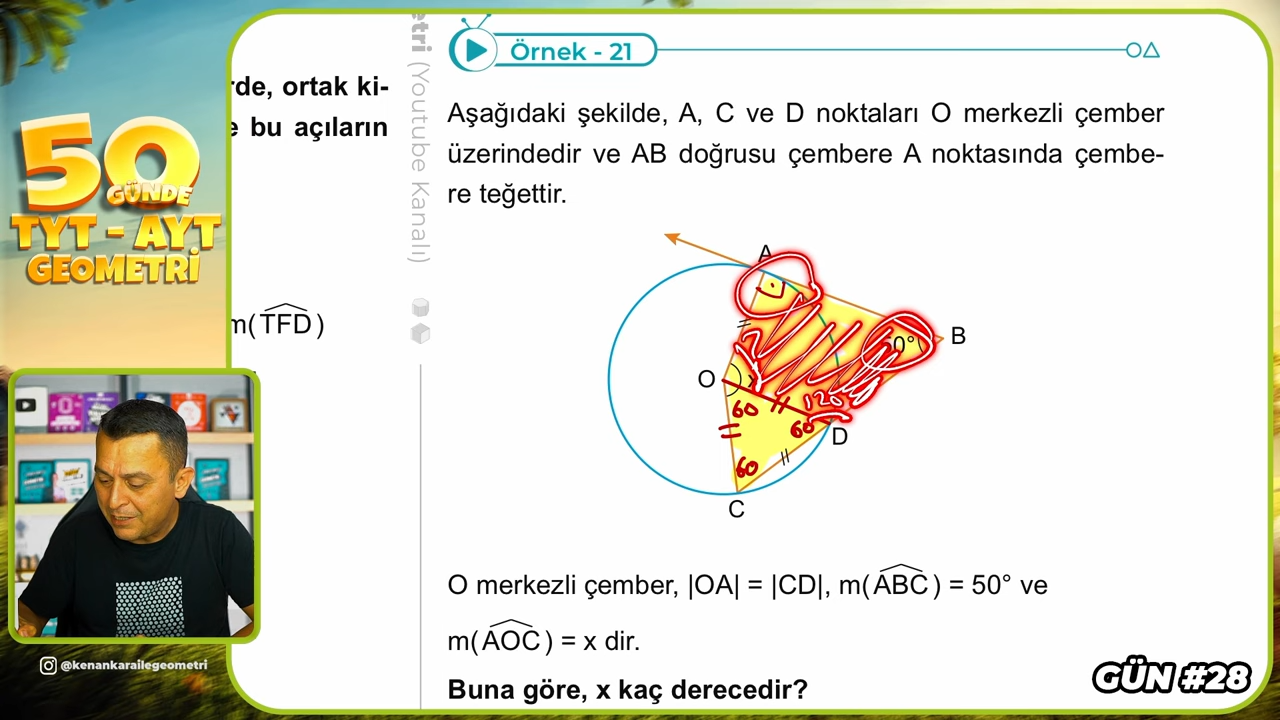 50
GÜNDE
TYT - AYT
GEOMETRİ
rde, ortak ki-
e bu açıların
m(TFD)
etri (Youtube Kanalı)
Örnek - 21
Aşağıdaki şekilde, A, C ve D noktaları O merkezli çember
üzerindedir ve AB doğrusu çembere A noktasında çembe-
re teğettir.
A
B
O
x
60
120
60
D
60
C
O merkezli çember, |OA| = |CD|, m(ABC) = 50° ve
m(AOC) = x dir.
Buna göre, x kaç derecedir?
@kenankarailegeometri
GÜN #28